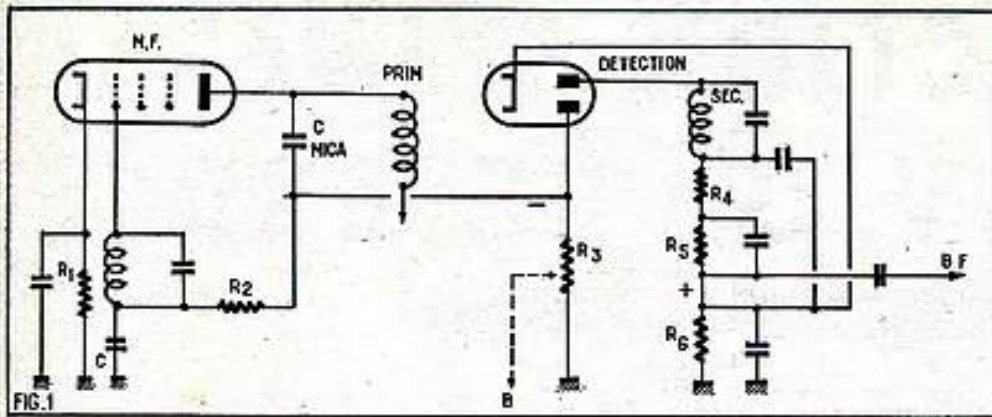 N.F.
PRIM
DETECTION
SEC.
C
MICA
R4
R1
R5
R3
B F
R2
+
−
C
R6
B
FIG.1